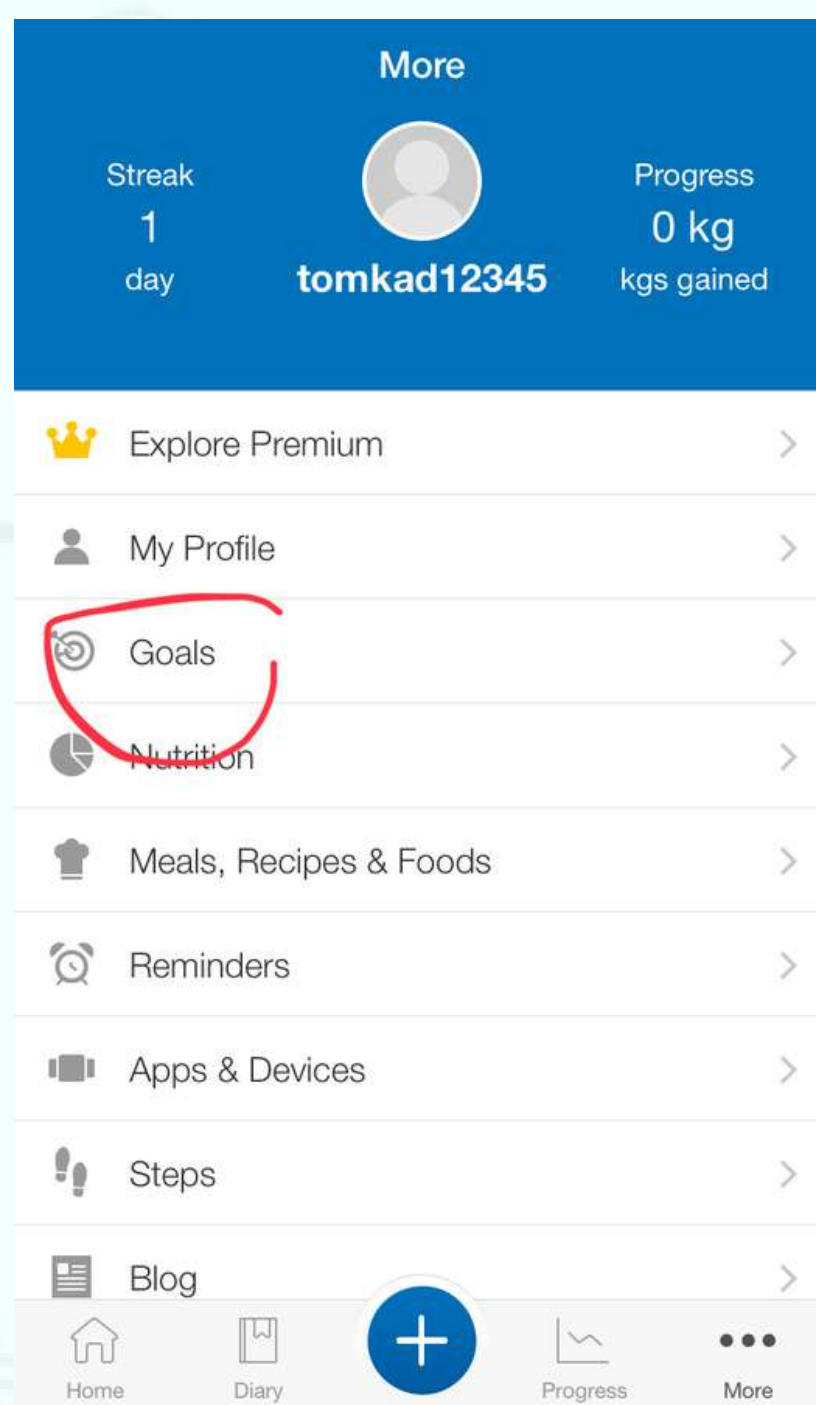 More
Streak
1
day
tomkad12345
Progress
0 kg
kgs gained
Explore Premium
My Profile
Goals
Nutrition
Meals, Recipes & Foods
Reminders
Apps & Devices
Steps
Blog
Home
Diary
Progress
More